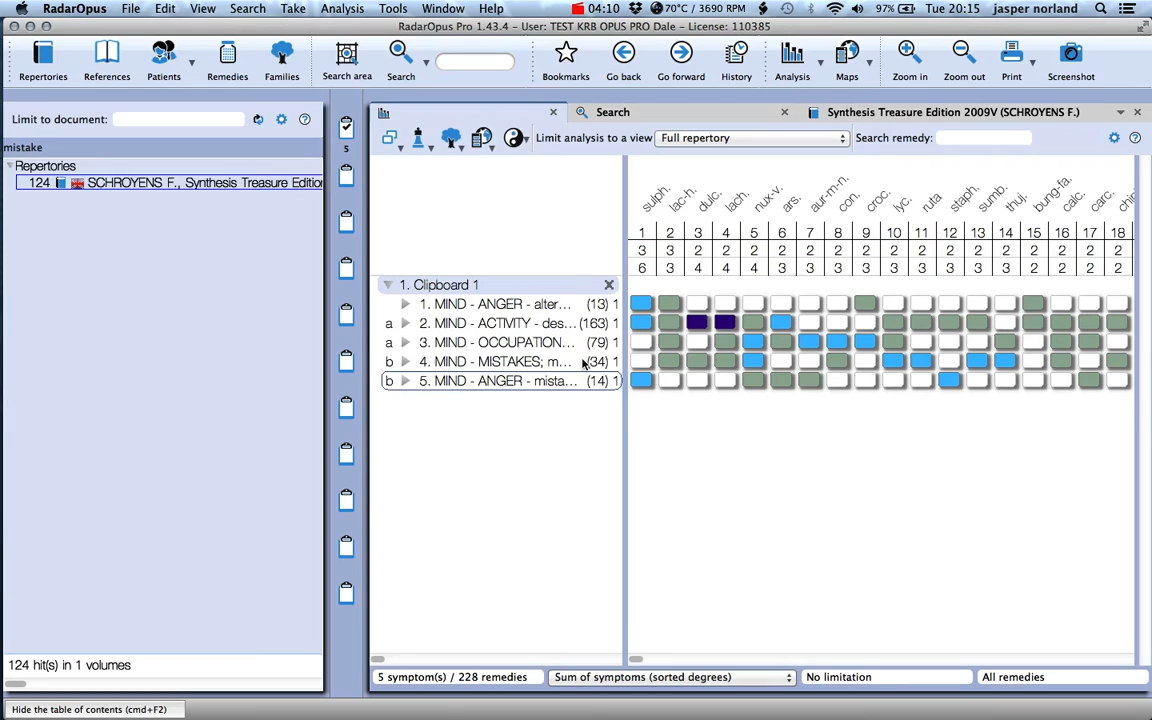 RadarOpus File Edit View Search Take Analysis Tools Window Help 04:10 70°C / 3690 RPM 97% Tue 20:15 jasper norland
RadarOpus Pro 1.43.4 - User: TEST KRB OPUS PRO Dale - License: 110385
Repertories References Patients Remedies Families Search area Search Bookmarks Go back Go forward History Analysis Maps Zoom in Zoom out Print Screenshot
Limit to document:
5
mistake
Repertories
124 SCHROYENS F., Synthesis Treasure Editio
Search
Synthesis Treasure Edition 2009V (SCHROYENS F.)
Limit analysis to a view Full repertory Search remedy:
sulph. lac-h. dulc. lach. nux-v. ars. aur-m-n. con. croc. lyc. ruta staph. sumb. thuj. bung-fa. calc. carc. chi
1 2 3 4 5 6 7 8 9 10 11 12 13 14 15 16 17 18
3 3 2 2 2 2 2 2 2 2 2 2 2 2 2 2 2 2
6 3 4 4 4 3 3 3 3 3 3 3 3 3 2 2 2 2
1. Clipboard 1
1. MIND - ANGER - alter... (13) 1
a 2. MIND - ACTIVITY - des... (163) 1
a 3. MIND - OCCUPATION... (79) 1
b 4. MIND - MISTAKES; m... (34) 1
b 5. MIND - ANGER - mista... (14) 1
124 hit(s) in 1 volumes
5 symptom(s) / 228 remedies Sum of symptoms (sorted degrees) No limitation All remedies
Hide the table of contents (cmd+F2)